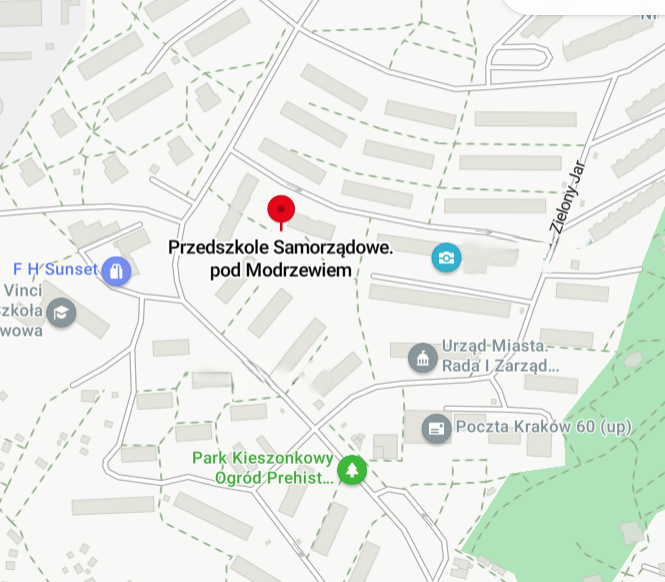 Zielony Jar
Przedszkole Samorządowe.
pod Modrzewiem
F H Sunset
Vinci
Szkoła
wowa
Urząd Miasta.
Rada I Zarząd...
Poczta Kraków 60 (up)
Park Kieszonkowy
Ogród Prehist...